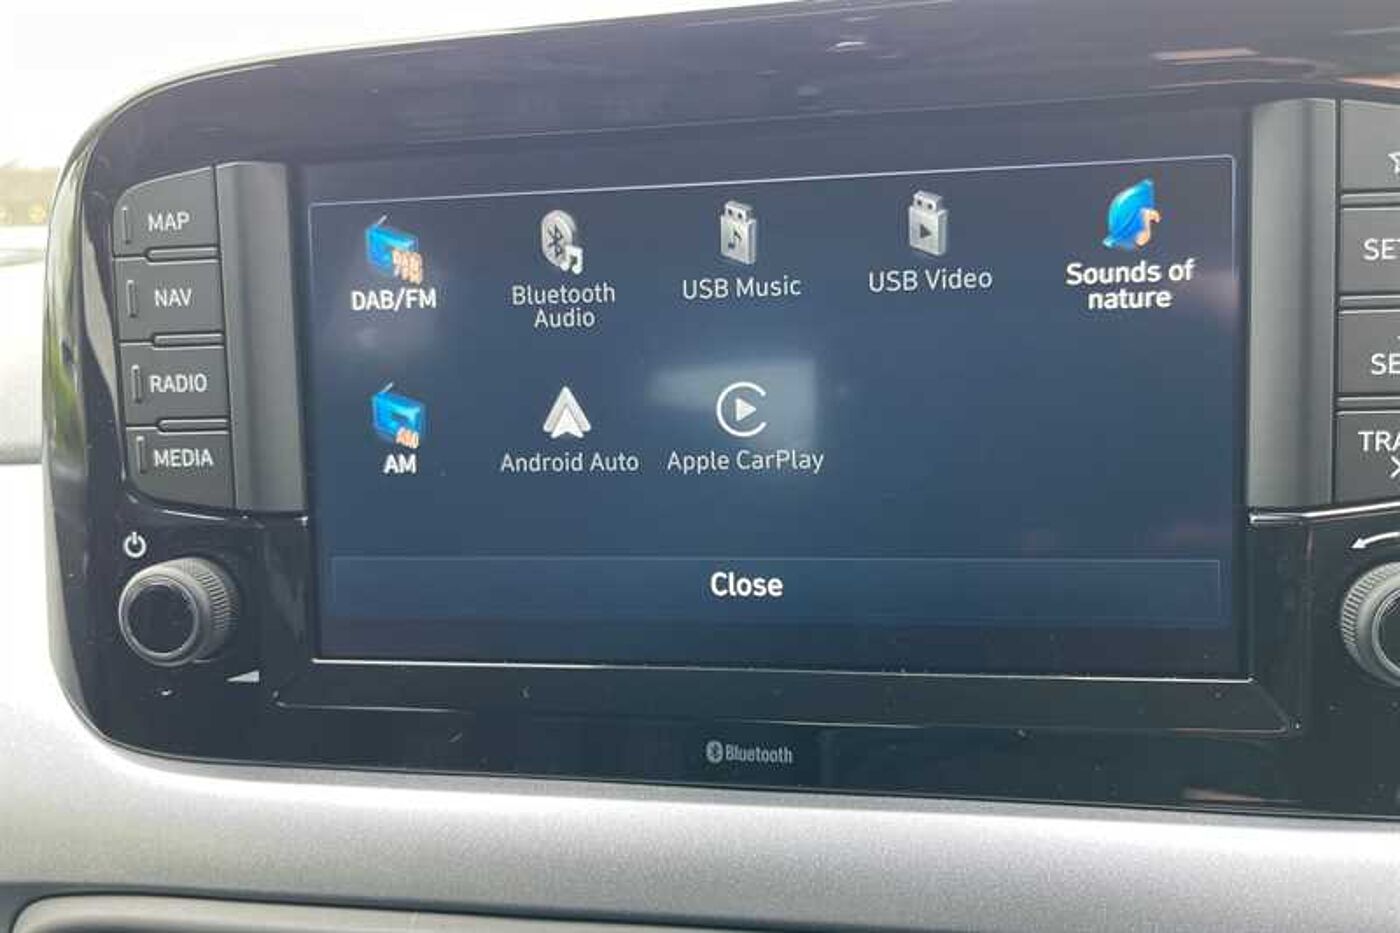 MAP
NAV
RADIO
MEDIA
DAB/FM
Bluetooth
Audio
USB Music
USB Video
Sounds of
nature
AM
Android Auto
Apple CarPlay
Close
Bluetooth